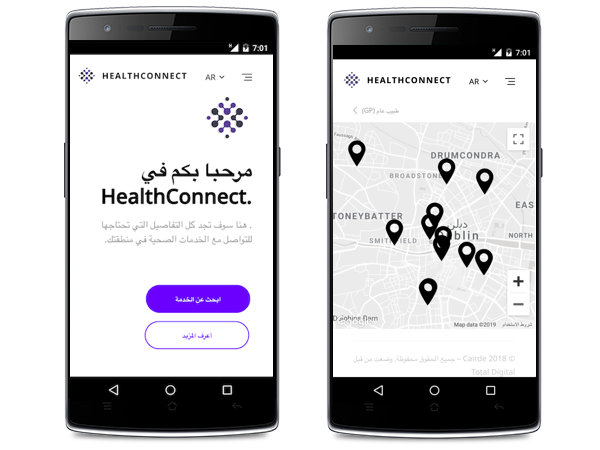 7:01
HEALTHCONNECT
AR
مرحبا بكم في
HealthConnect.
. هنا سوف تجد كل التفاصيل التي تحتاجها
للتواصل مع الخدمات الصحية في منطقتك.
ابحث عن الخدمة
اعرف المزيد
7:01
HEALTHCONNECT
AR
طبيب عام (GP)
DRUMCONDRA
BROADSTONE
EAS
STONEYBATTER
دبلن
NORTH
SMITHFIELD
Dublin
Map data ©2019
شروط الاستخدام
© 2018 Cairde – جميع الحقوق محفوظة. وضعت من قبل
Total Digital